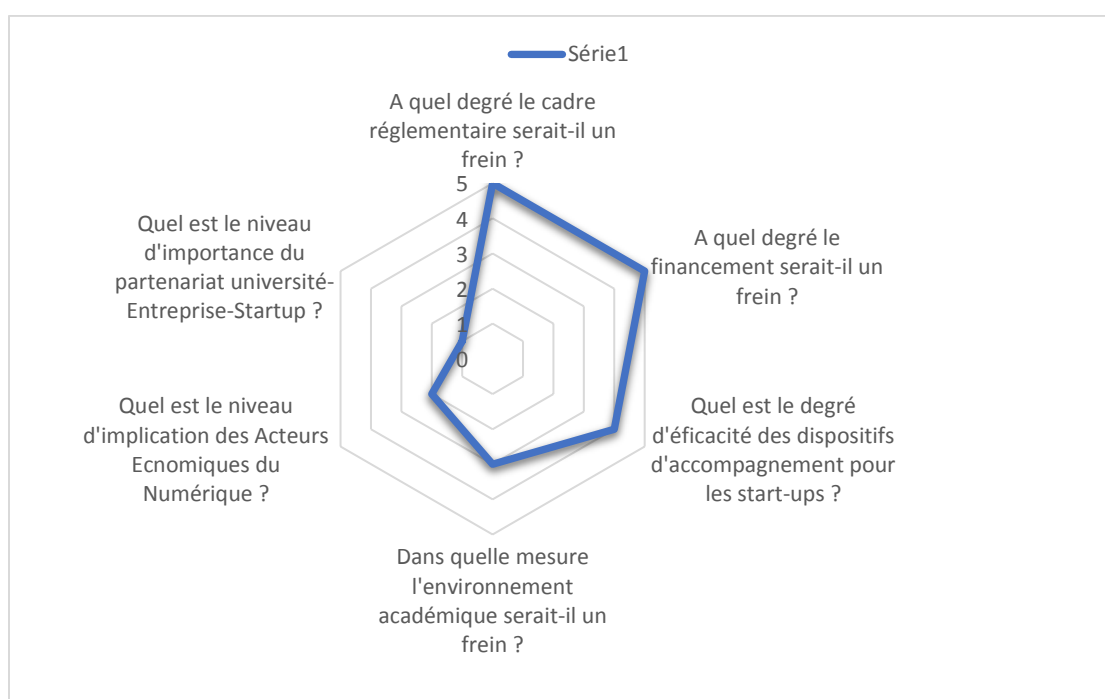 Série1
A quel degré le cadre
réglementaire serait-il un
frein ?
5
4
3
2
1
0
A quel degré le
financement serait-il un
frein ?
Quel est le degré
d'éficacité des dispositifs
d'accompagnement pour
les start-ups ?
Dans quelle mesure
l'environnement
académique serait-il un
frein ?
Quel est le niveau
d'implication des Acteurs
Ecnomiques du
Numérique ?
Quel est le niveau
d'importance du
partenariat université-
Entreprise-Startup ?